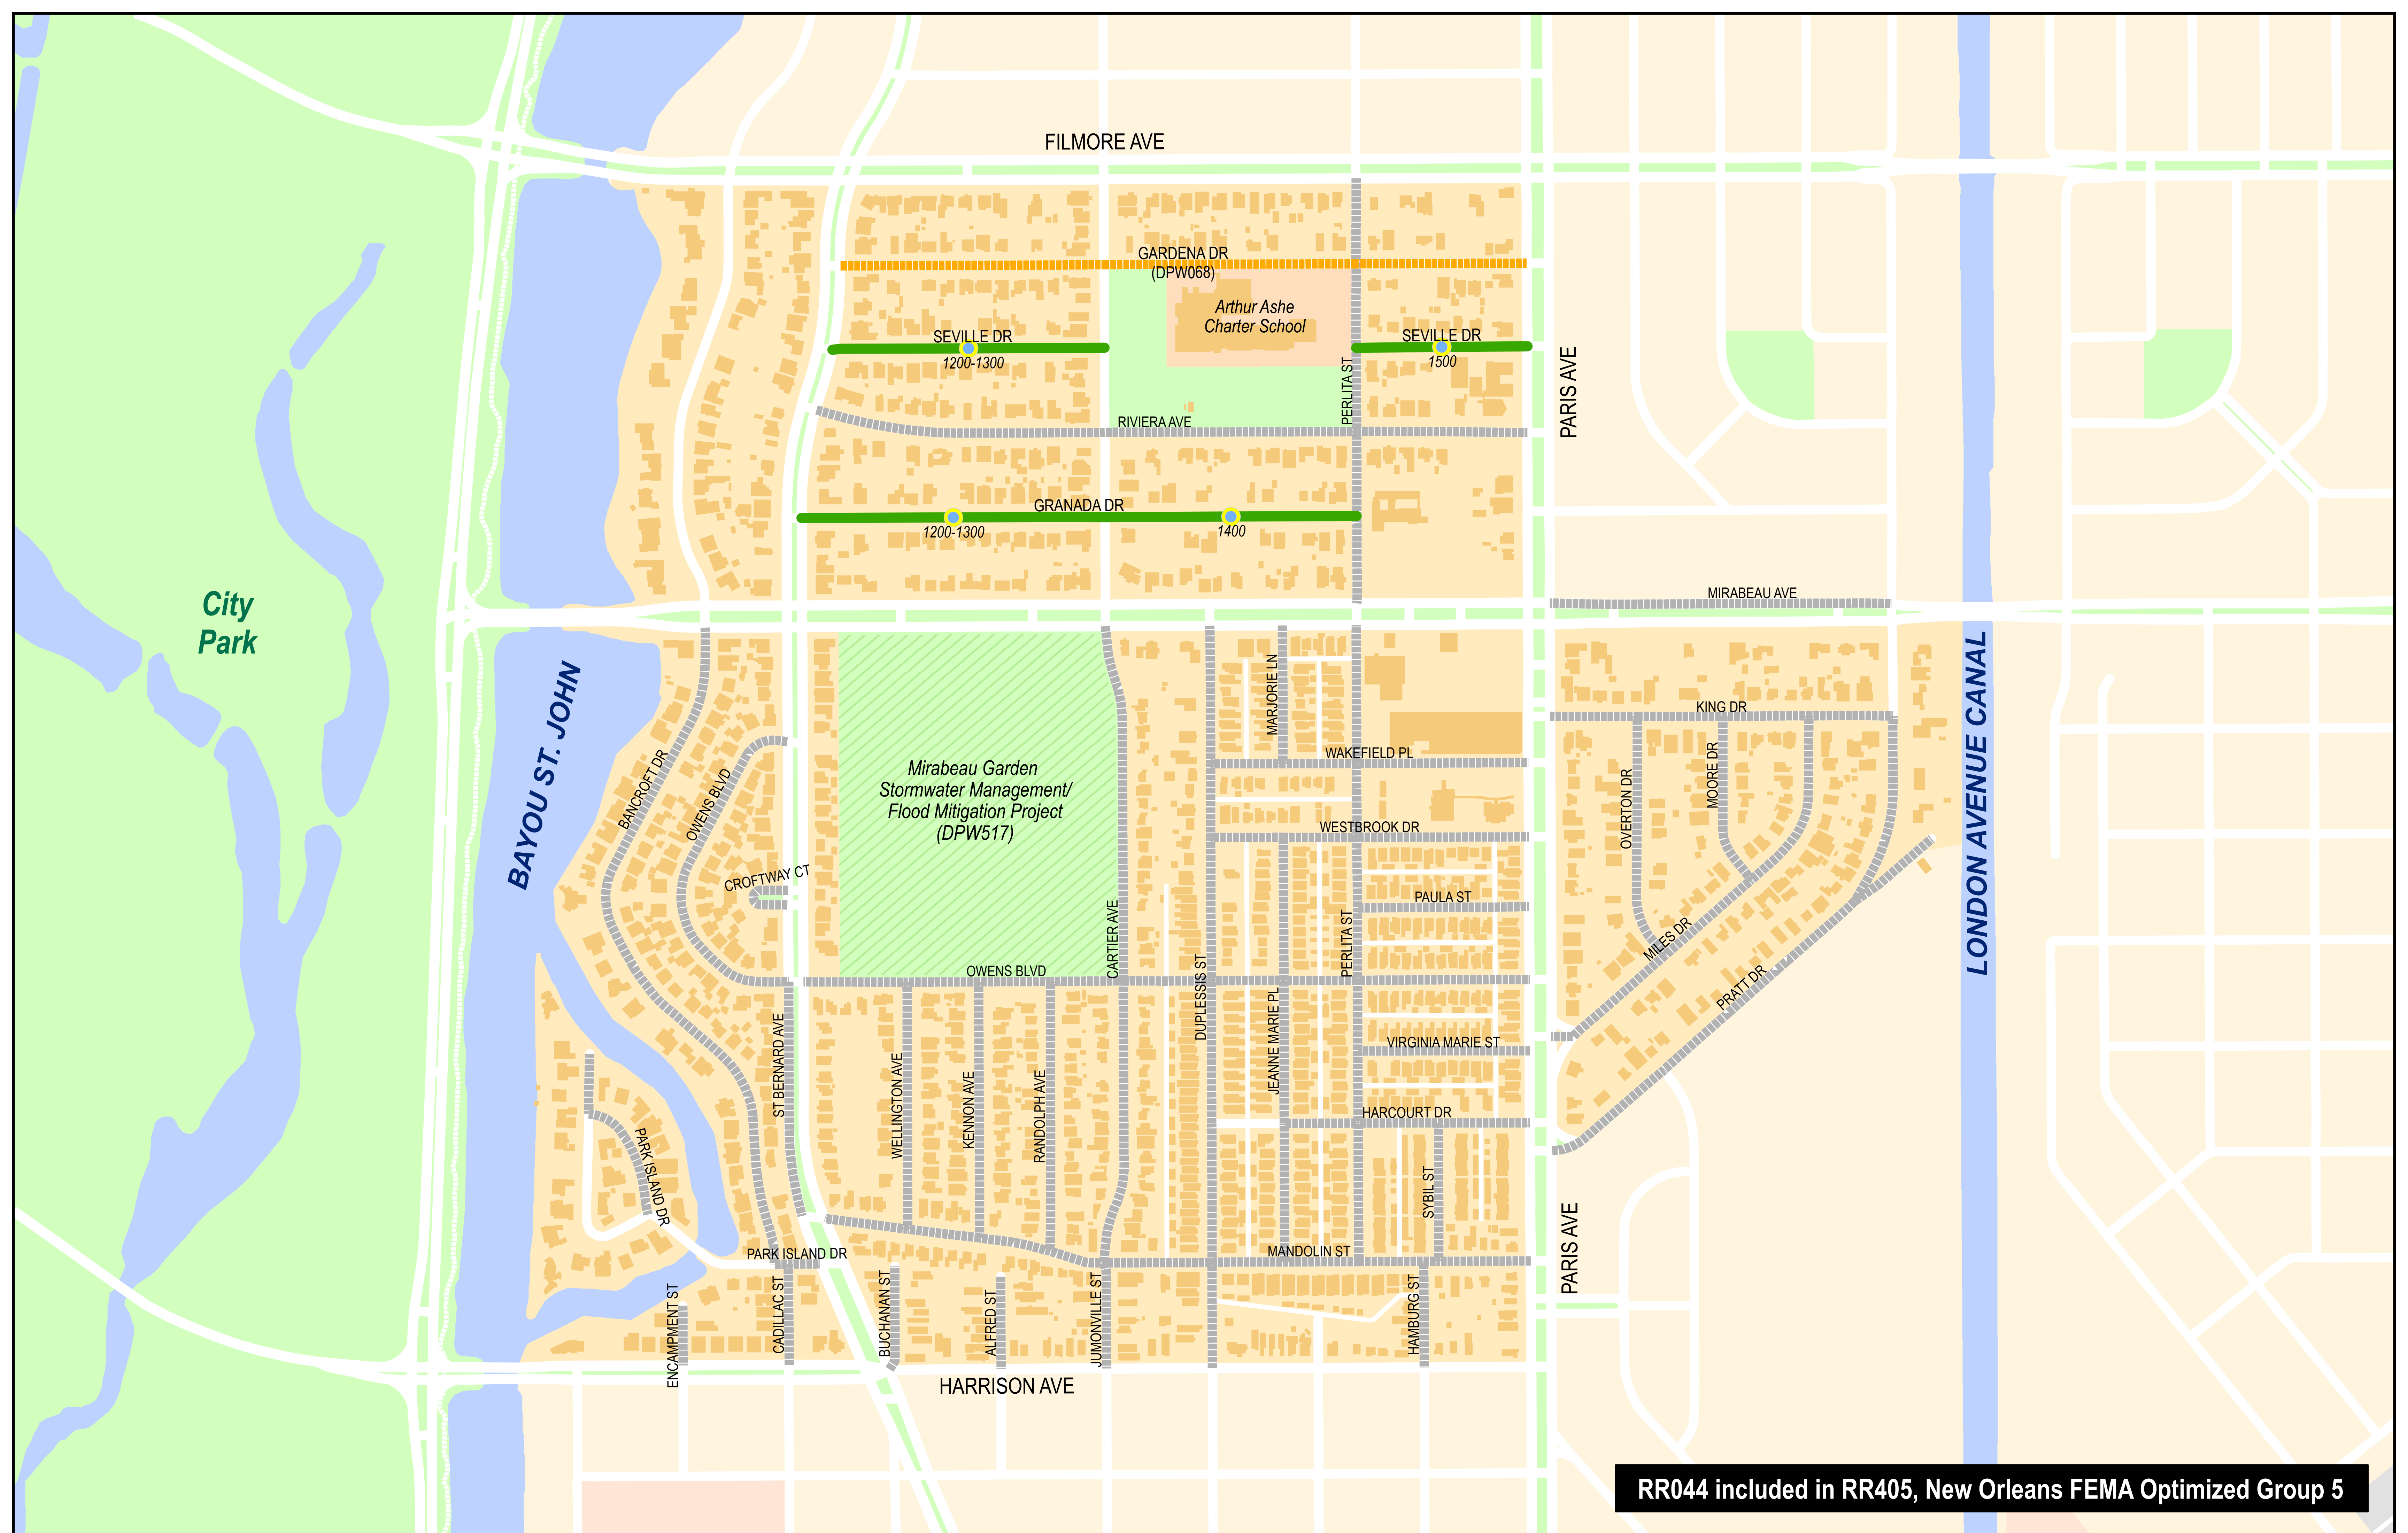 FILMORE AVE
GARDENA DR
(DPW068)
Arthur Ashe
Charter School
SEVILLE DR
1200-1300
SEVILLE DR
1500
PERLITA ST
PARIS AVE
RIVIERA AVE
GRANADA DR
1200-1300
1400
City
Park
MIRABEAU AVE
BAYOU ST. JOHN
LONDON AVENUE CANAL
MARJORIE LN
KING DR
WAKEFIELD PL
BANCROFT DR
OWENS BLVD
Mirabeau Garden
Stormwater Management/
Flood Mitigation Project
(DPW517)
OVERTON DR
MOORE DR
WESTBROOK DR
CROFTWAY CT
PAULA ST
CARTIER AVE
PERLITA ST
MILES DR
OWENS BLVD
DUPLESSIS ST
PRATT DR
ST BERNARD AVE
JEANNE MARIE PL
VIRGINIA MARIE ST
WELLINGTON AVE
KENNON AVE
RANDOLPH AVE
HARCOURT DR
PARK ISLAND DR
SYBIL ST
PARIS AVE
PARK ISLAND DR
MANDOLIN ST
ENCAMPMENT ST
CADILLAC ST
BUCHANAN ST
ALFRED ST
JUMONVILLE ST
HAMBURG ST
HARRISON AVE
RR044 included in RR405, New Orleans FEMA Optimized Group 5